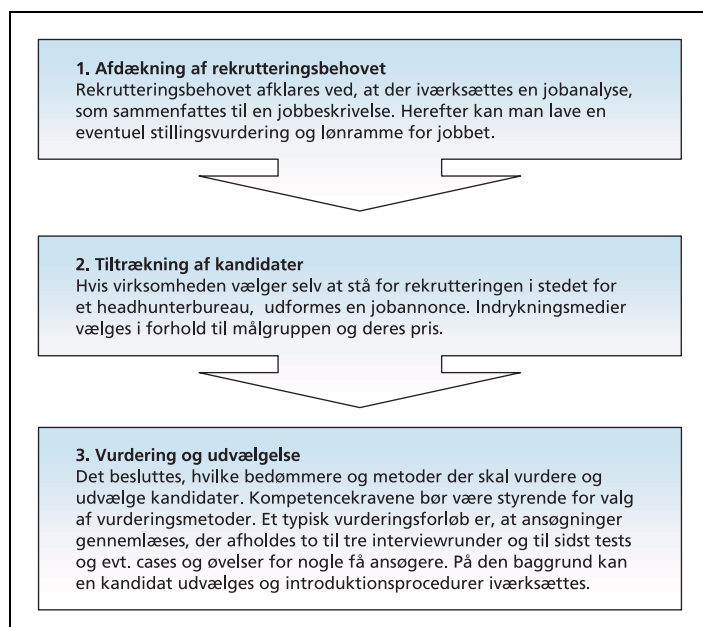 1. Afdækning af rekrutteringsbehovet
Rekrutteringsbehovet afklares ved, at der iværksættes en jobanalyse,
som sammenfattes til en jobbeskrivelse. Herefter kan man lave en
eventuel stillingsvurdering og lønramme for jobbet.
2. Tiltrækning af kandidater
Hvis virksomheden vælger selv at stå for rekrutteringen i stedet for
et headhunterbureau, udformes en jobannonce. Indrykningsmedier
vælges i forhold til målgruppen og deres pris.
3. Vurdering og udvælgelse
Det besluttes, hvilke bedømmere og metoder der skal vurdere og
udvælge kandidater. Kompetencekravene bør være styrende for valg
af vurderingsmetoder. Et typisk vurderingsforløb er, at ansøgninger
gennemlæses, der afholdes to til tre interviewrunder og til sidst tests
og evt. cases og øvelser for nogle få ansøgere. På den baggrund kan
en kandidat udvælges og introduktionsprocedurer iværksættes.